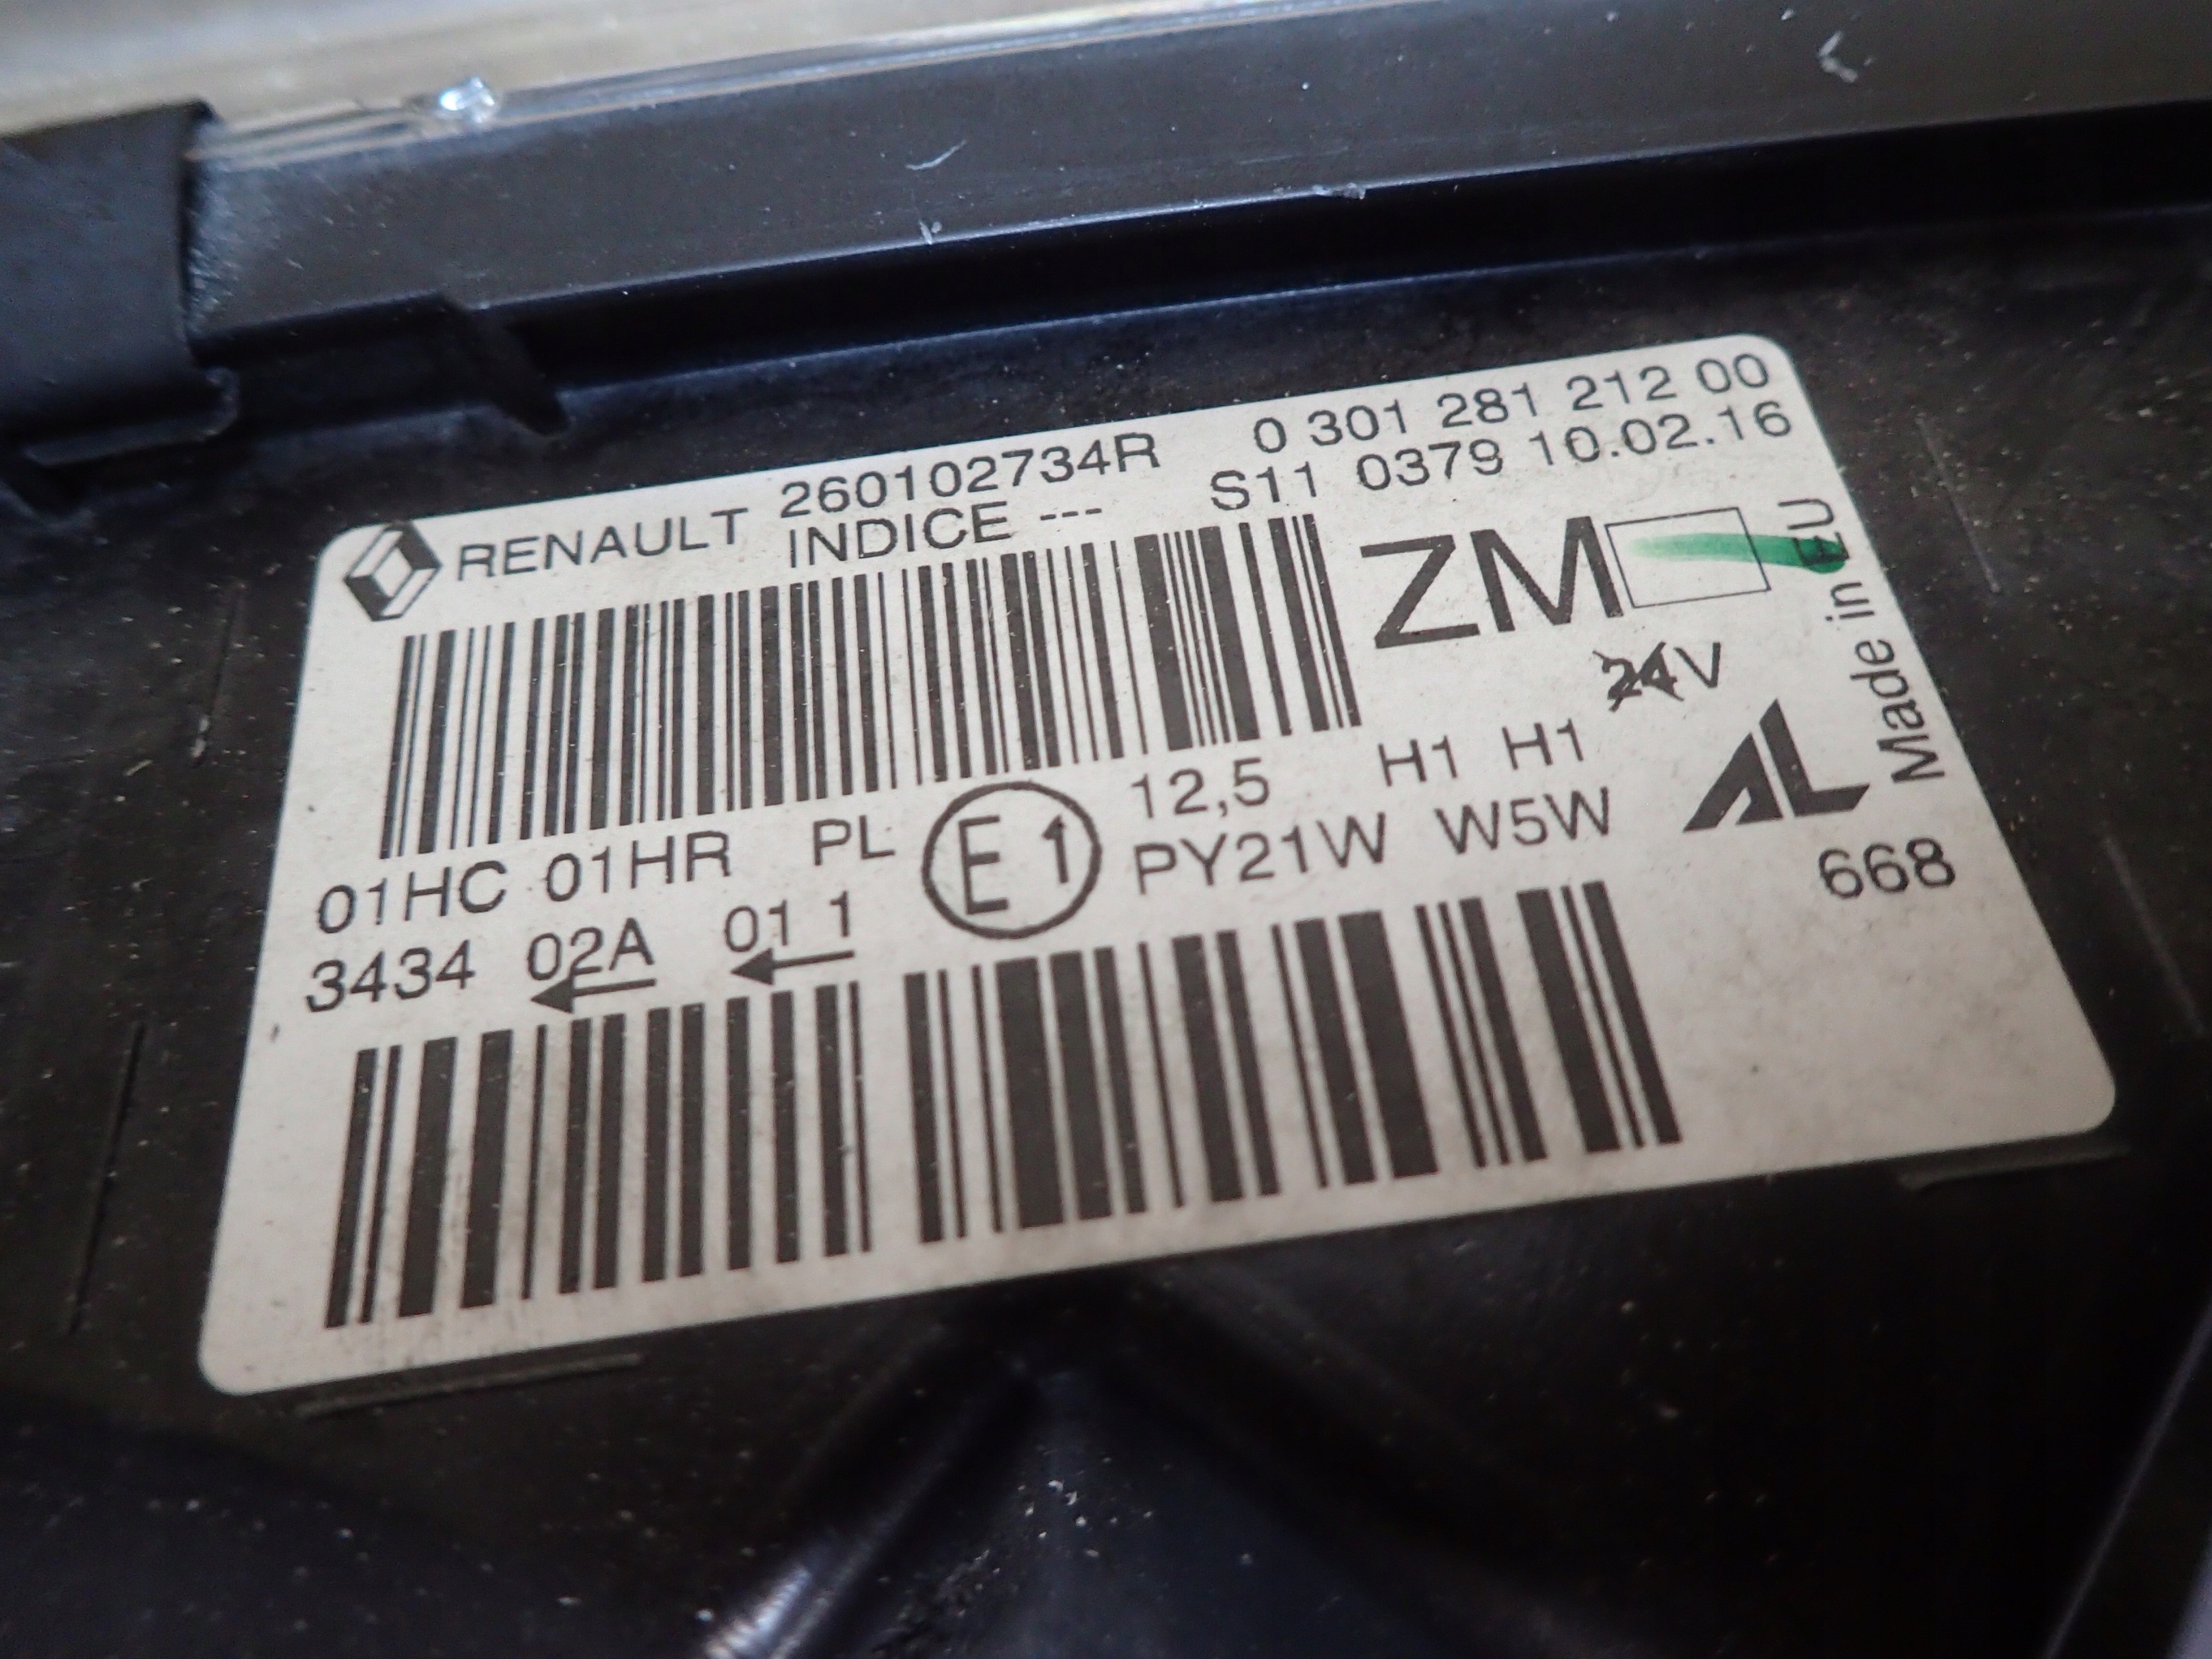 RENAULT 260102734R 0 301 281 212 00
INDICE --- S11 0379 10.02.16
ZM
Made in EU
24V
01HC 01HR PL E1 12,5 H1 H1
3434 02A 01 1 PY21W W5W
AL
668